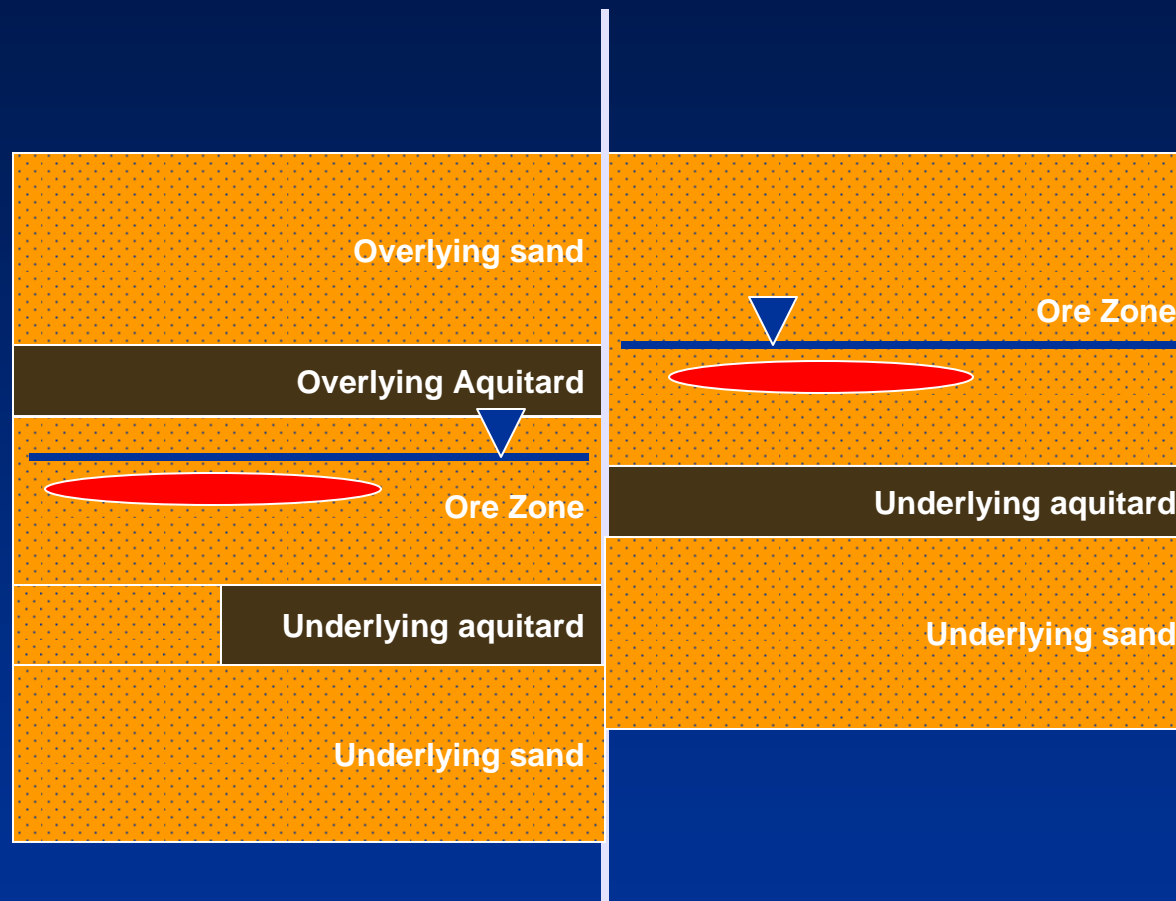 Overlying sand
Overlying Aquitard
Ore Zone
Underlying aquitard
Underlying sand
Ore Zone
Underlying aquitard
Underlying sand